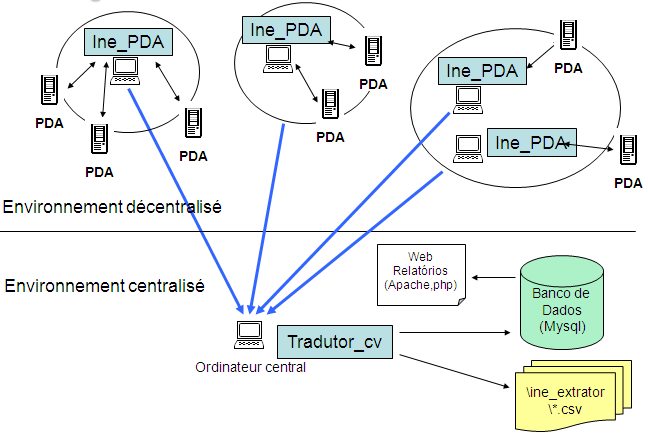 Ine_PDA
PDA
PDA
PDA
Ine_PDA
PDA
PDA
Ine_PDA
PDA
Ine_PDA
PDA
Environnement décentralisé
Environnement centralisé
Web
Relatórios
(Apache,php)
Banco de
Dados
(Mysql)
Tradutor_cv
Ordinateur central
\ine_extrator
\*.csv